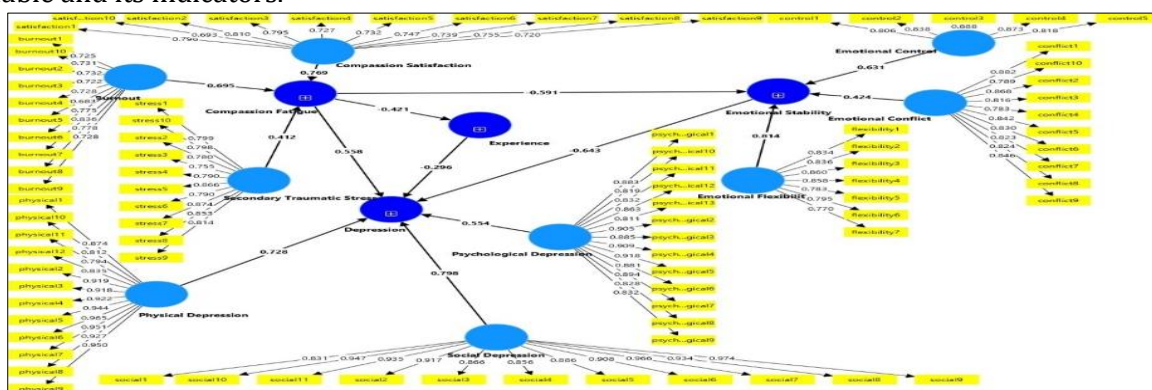 able and its indicators.
satisf...ction10
satisfaction2
satisfaction3
satisfaction4
satisfaction5
satisfaction6
satisfaction7
satisfaction8
satisfaction9
control1
control2
control3
control4
control5
satisfaction1
0.790
0.693
0.810
0.795
0.727
0.732
0.747
0.739
0.755
0.720
0.806
0.838
0.888
0.873
0.818
Compassion Satisfaction
Emotional Control
burnout1
burnout10
burnout2
burnout3
burnout4
burnout5
burnout6
burnout7
burnout8
burnout9
0.725
0.731
0.732
0.722
0.728
0.683
0.775
0.836
0.778
0.728
Burnout
0.695
0.769
0.631
Compassion Fatigue
-0.591
Emotional Stability
0.424
Emotional Conflict
conflict1
conflict10
conflict2
conflict3
conflict4
conflict5
conflict6
conflict7
conflict8
conflict9
0.882
0.789
0.868
0.816
0.793
0.842
0.830
0.823
0.824
0.846
stress1
stress10
stress2
stress3
stress4
stress5
stress6
stress7
stress8
stress9
0.799
0.798
0.780
0.755
0.790
0.866
0.790
0.874
0.853
0.814
Secondory Traumatic Stress
0.412
0.558
-0.421
Experience
-0.296
-0.643
0.814
Emotional Flexibilit
flexibility1
flexibility2
flexibility3
flexibility4
flexibility5
flexibility6
flexibility7
0.834
0.836
0.860
0.858
0.783
0.795
0.770
Depression
0.554
Psychological Depression
psych...gical1
psych...ical10
psych...ical11
psych...ical12
psych...ical13
psych...gical2
psych...gical3
psych...gical4
psych...gical5
psych...gical6
psych...gical7
psych...gical8
psych...gical9
0.883
0.819
0.832
0.863
0.811
0.905
0.885
0.909
0.918
0.881
0.894
0.828
0.832
physical1
physical10
physical11
physical12
physical2
physical3
physical4
physical5
physical6
physical7
physical8
physical9
0.874
0.812
0.794
0.835
0.919
0.918
0.922
0.944
0.965
0.951
0.927
0.950
Physical Depression
0.728
0.798
Social Depression
0.831
0.947
0.935
0.917
0.886
0.856
0.886
0.908
0.966
0.934
0.974
social1
social10
social11
social2
social3
social4
social5
social6
social7
social8
social9